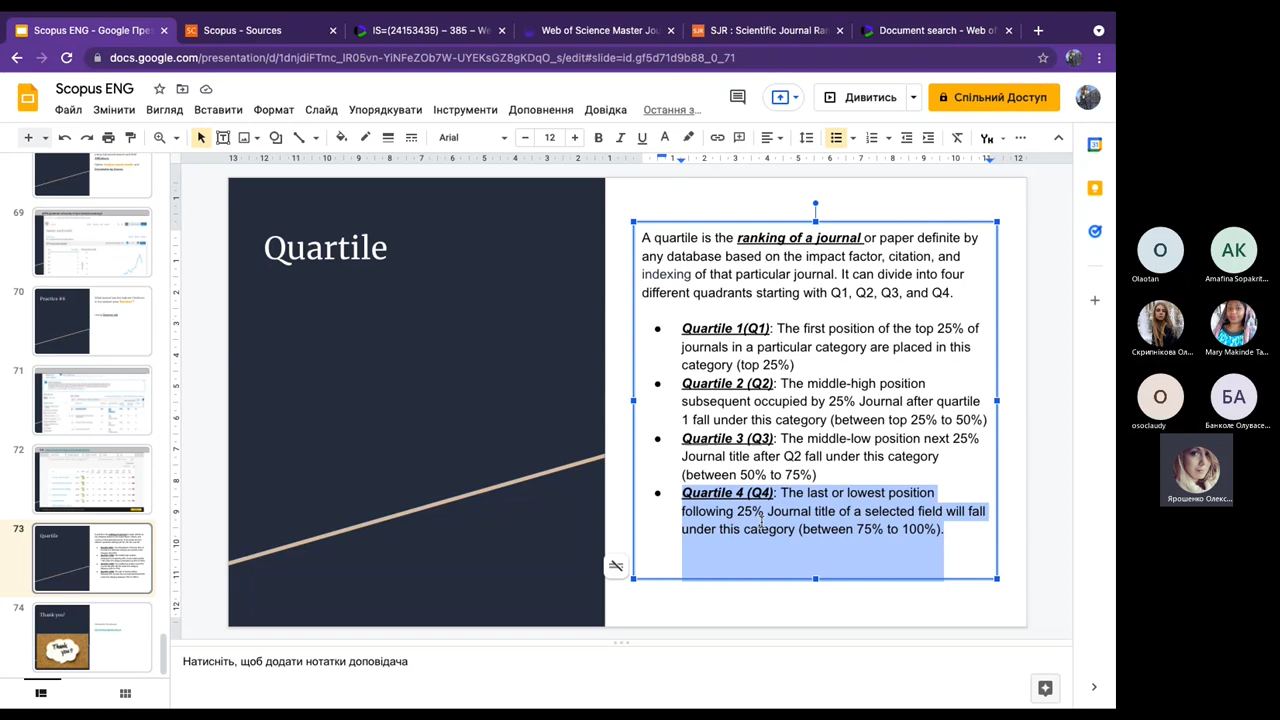 Scopus ENG - Google През
Scopus - Sources
IS=(24153435) – 385 – We
Web of Science Master Jou
SJR : Scientific Journal Ran
Document search - Web of
docs.google.com/presentation/d/1dnjdiFTmc_lR05vn-YiNFeZOb7W-UYEKsGZ8gKDqO_s/edit#slide=id.gf5d71d9b88_0_71
Scopus ENG
Файл Змінити Вигляд Вставити Формат Слайд Упорядкувати Інструменти Доповнення Довідка Остання з...
Дивитись
Спільний Доступ
Arial
12
69
70
Practice #4
71
72
73
Quartile
74
Thank you!
Quartile
A quartile is the ranking of a journal or paper definite by
any database based on the impact factor, citation, and
indexing of that particular journal. It can divide into four
different quadrants starting with Q1, Q2, Q3, and Q4.
● Quartile 1(Q1): The first position of the top 25% of
journals in a particular category are placed in this
category (top 25%)
● Quartile 2 (Q2): The middle-high position
subsequent occupied by 25% Journal after quartile
1 fall under this category (between top 25% to 50%)
● Quartile 3 (Q3): The middle-low position next 25%
Journal title after Q2 fall under this category
(between 50% to 75%)
● Quartile 4 (Q4): The last or lowest position
following 25% Journal title of a selected field will fall
under this category (between 75% to 100%).
Натисніть, щоб додати нотатки доповідача
O
Olaotan
AK
Amafina Sopakrit...
Скрипнікова Ол...
Mary Makinde Ta...
O
osoclaudy
БА
Банколе Олувасе...
Ярошенко Олекс...